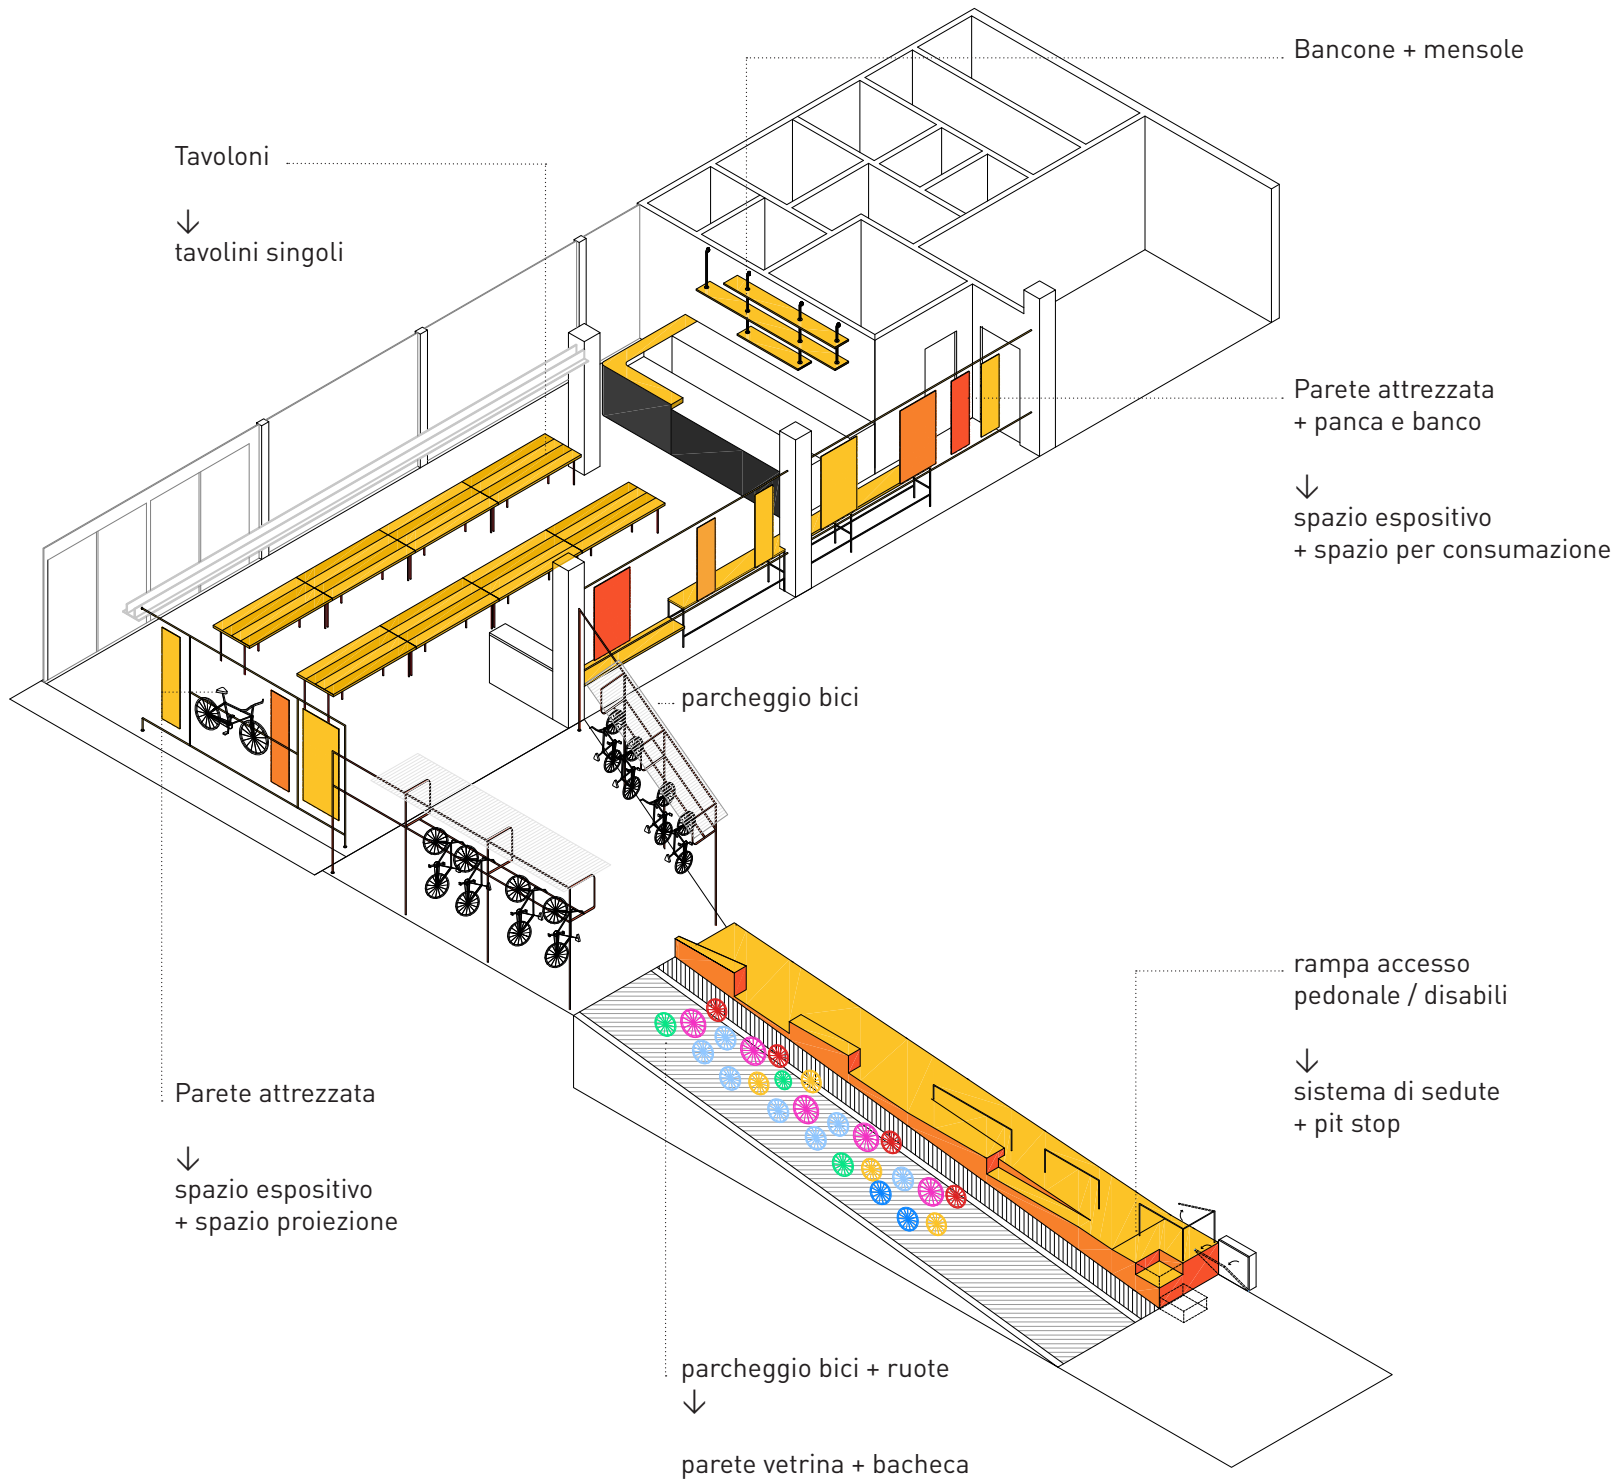 Bancone + mensole
Tavoloni
↓
tavolini singoli
Parete attrezzata
+ panca e banco
↓
spazio espositivo
+ spazio per consumazione
parcheggio bici
rampa accesso
pedonale / disabili
↓
sistema di sedute
+ pit stop
Parete attrezzata
↓
spazio espositivo
+ spazio proiezione
parcheggio bici + ruote
↓
parete vetrina + bacheca